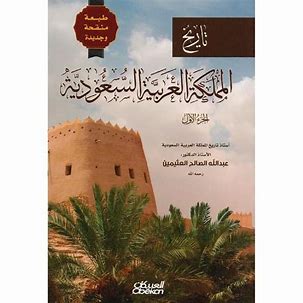 طبعة
منقحة
وجديدة
تاريخ
المملكة العربية السعودية
الجزء الأول
أستاذ تاريخ المملكة العربية السعودية
الأستاذ الدكتور:
عبدالله الصالح العثيمين
رحمه الله
العبيكان
Obekan